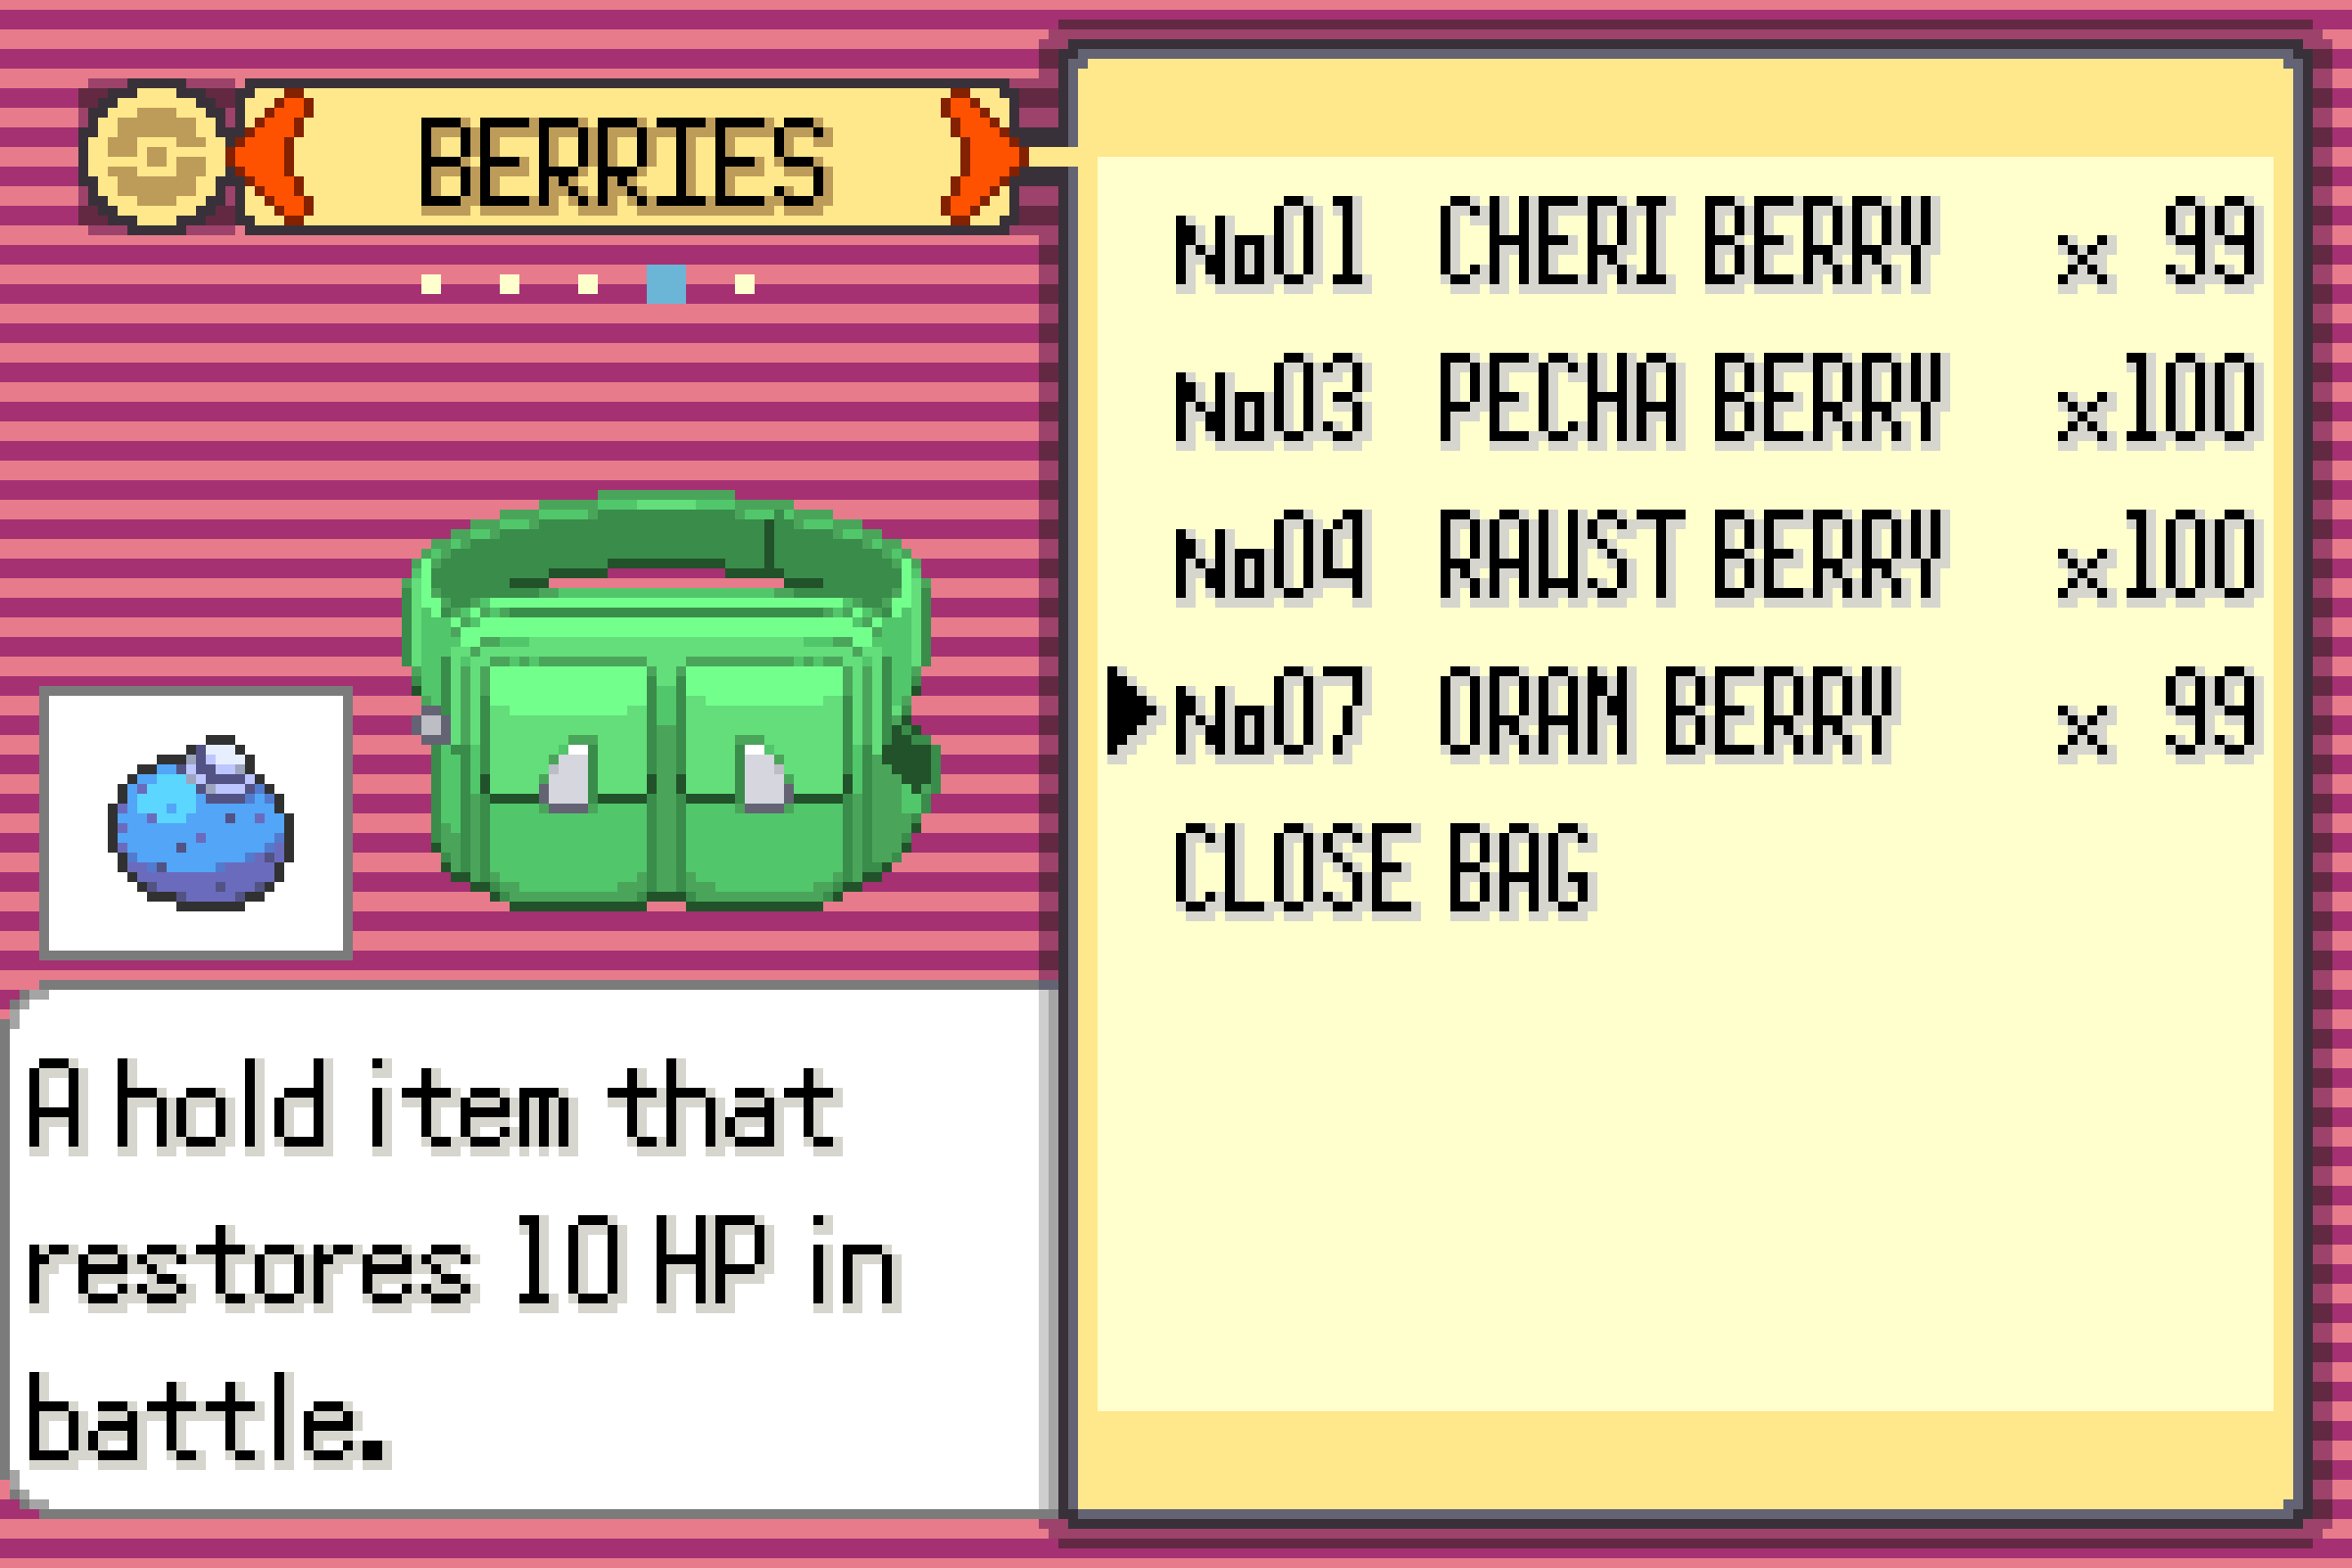 BERRIES
No01 CHERI BERRY x 99
No03 PECHA BERRY x100
No04 RAWST BERRY x100
No07 ORAN BERRY x 99
CLOSE BAG
A hold item that
restores 10 HP in
battle.